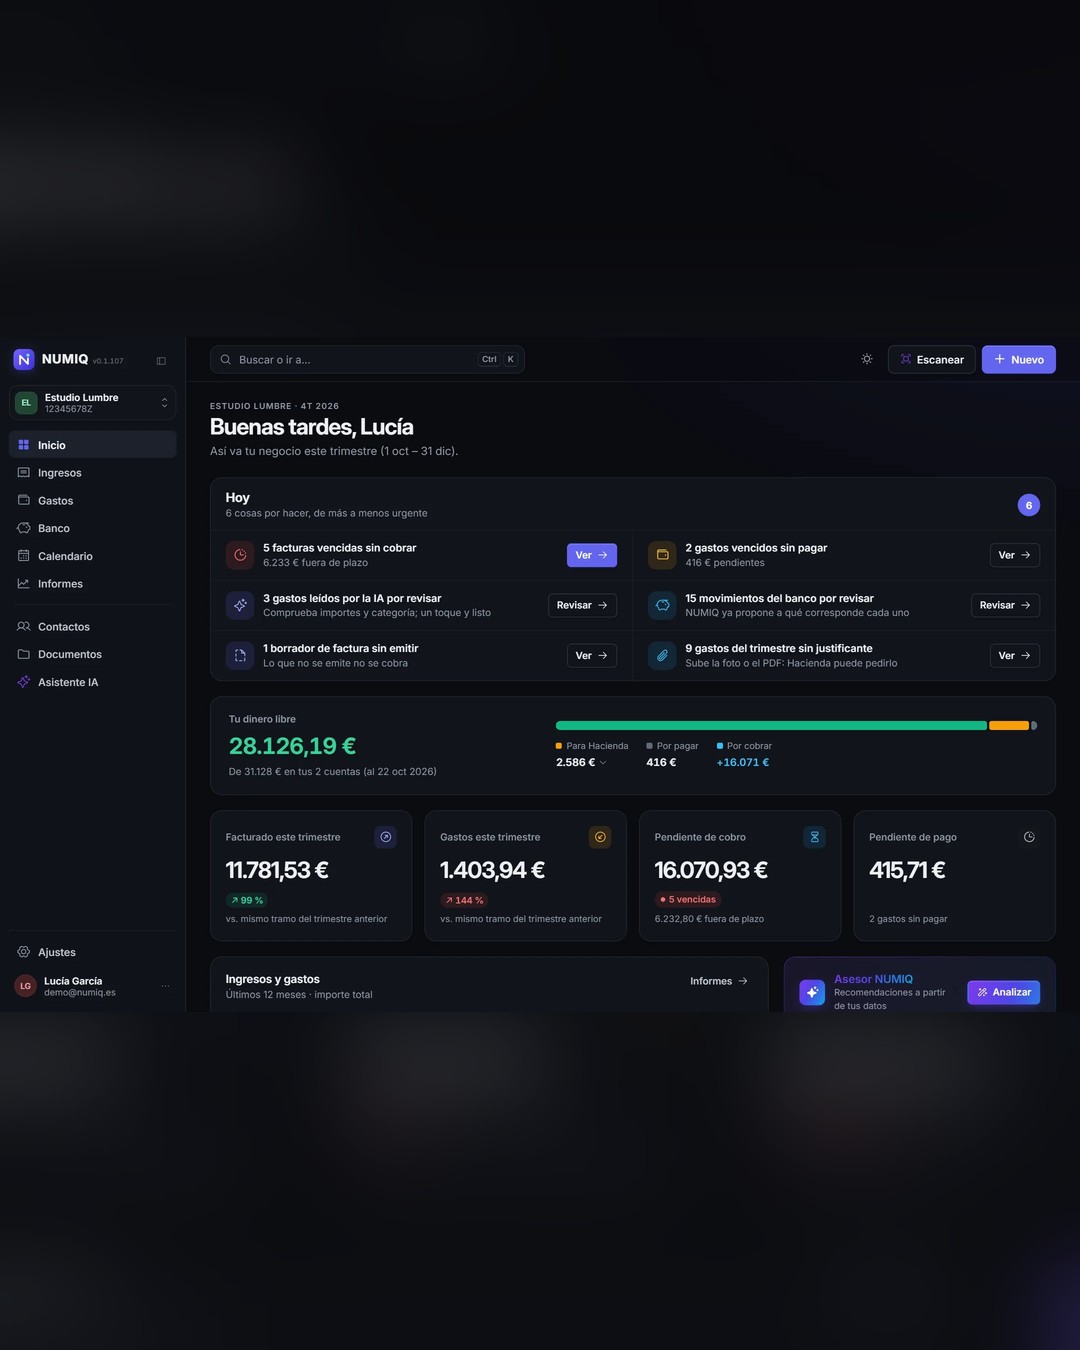 NUMIQ v0.1.107
EL
Estudio Lumbre
12345678Z
Inicio
Ingresos
Gastos
Banco
Calendario
Informes
Contactos
Documentos
Asistente IA
Ajustes
LG
Lucía García
demo@numiq.es
Buscar o ir a...
Ctrl K
Escanear
Nuevo
ESTUDIO LUMBRE · 4T 2026
Buenas tardes, Lucía
Así va tu negocio este trimestre (1 oct – 31 dic).
Hoy
6 cosas por hacer, de más a menos urgente
6
5 facturas vencidas sin cobrar
6.233 € fuera de plazo
Ver →
2 gastos vencidos sin pagar
416 € pendientes
Ver →
3 gastos leídos por la IA por revisar
Comprueba importes y categoría; un toque y listo
Revisar →
15 movimientos del banco por revisar
NUMIQ ya propone a qué corresponde cada uno
Revisar →
1 borrador de factura sin emitir
Lo que no se emite no se cobra
Ver →
9 gastos del trimestre sin justificante
Sube la foto o el PDF: Hacienda puede pedirlo
Ver →
Tu dinero libre
28.126,19 €
De 31.128 € en tus 2 cuentas (al 22 oct 2026)
Para Hacienda
2.586 €
Por pagar
416 €
Por cobrar
+16.071 €
Facturado este trimestre
11.781,53 €
↗ 99 %
vs. mismo tramo del trimestre anterior
Gastos este trimestre
1.403,94 €
↗ 144 %
vs. mismo tramo del trimestre anterior
Pendiente de cobro
16.070,93 €
5 vencidas
6.232,80 € fuera de plazo
Pendiente de pago
415,71 €
2 gastos sin pagar
Ingresos y gastos
Últimos 12 meses · importe total
Informes →
Asesor NUMIQ
Recomendaciones a partir
de tus datos
Analizar